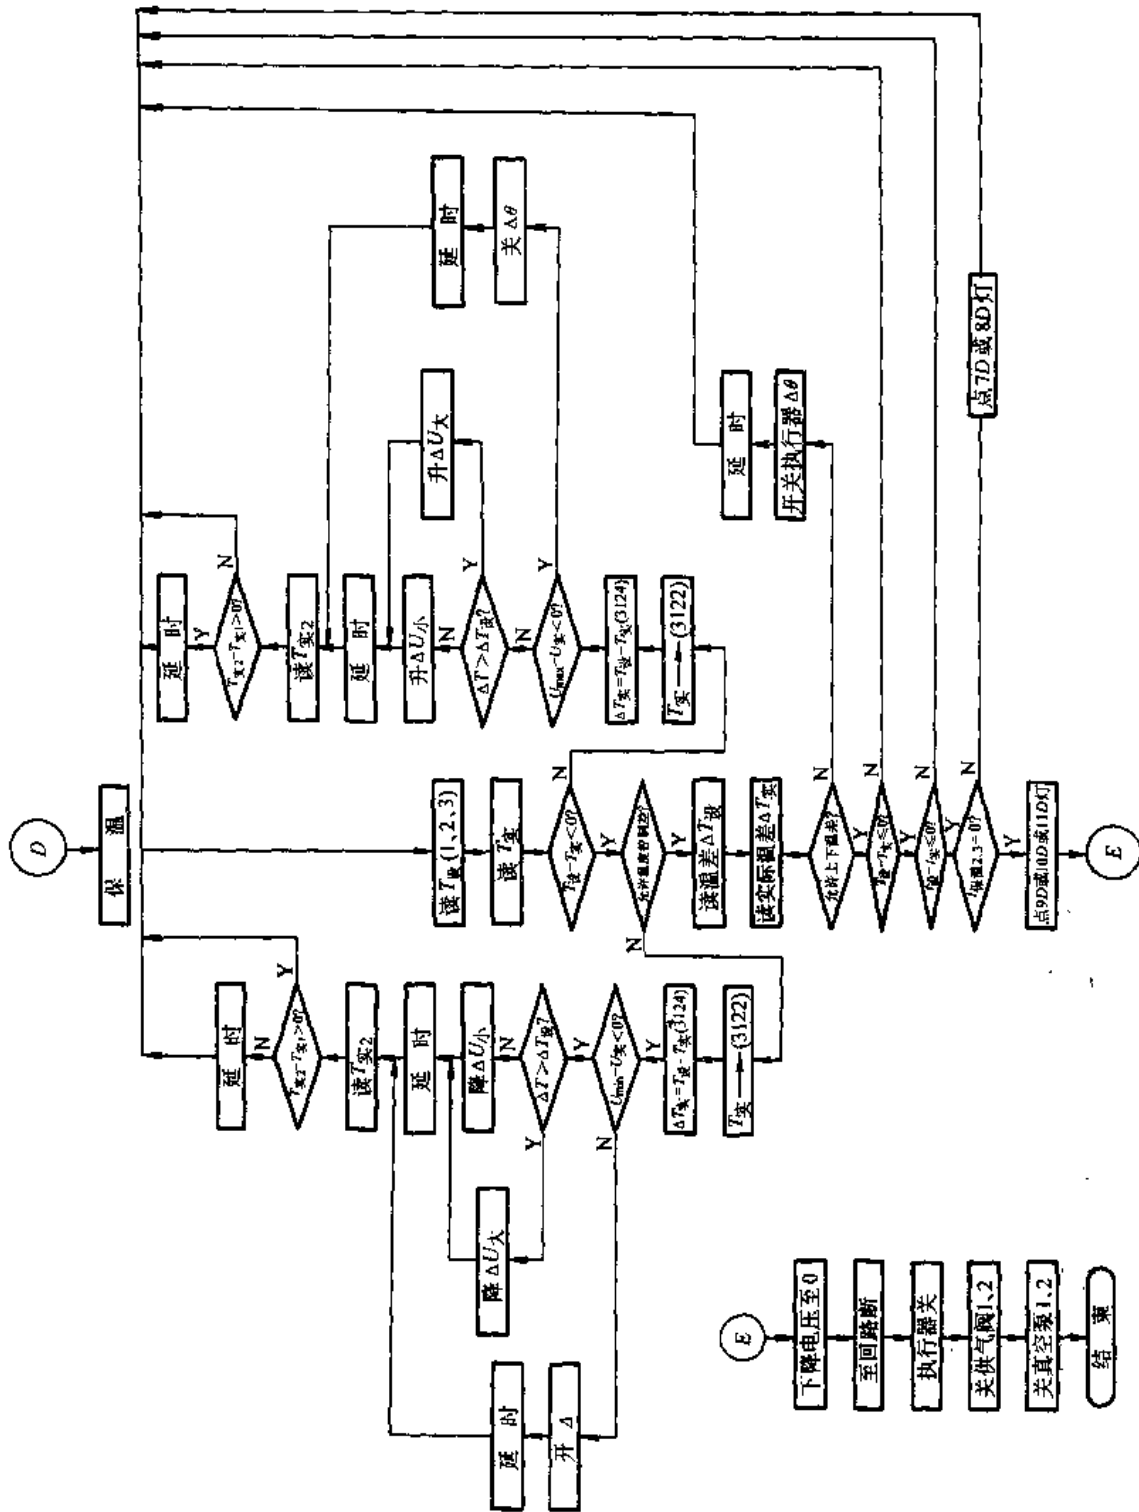 D
保 温
延 时
Y
T实2-T实1>0?
N
读T实2
延 时
升ΔU小
升ΔU大
N
ΔT>ΔT设?
Y
N
Umax-U实<0?
Y
延 时
关Δθ
ΔT实=T设-T实(3124)
T实→(3122)
读T设(1、2、3)
读T实
T设-T实<0?
N
Y
允许温度控制差?
N
Y
读温差ΔT设
读实际温差ΔT实
允许上下温差?
N
Y
延 时
开关执行器Δθ
T设-T实≤0?
N
Y
t设-t实≤0?
N
Y
t保温2.3=0?
N
Y
点7D或8D灯
点9D或10D或11D灯
E
延 时
N
T实2-T实1>0?
Y
读T实2
延 时
降ΔU小
降ΔU大
N
ΔT>ΔT设?
Y
Y
Umin-U实<0?
N
Y
ΔT实=T设-T实(3124)
T实→(3122)
延 时
开 Δ
E
下降电压至0
至回路断
执行器关
关供气阀1、2
关真空泵1、2
结 束